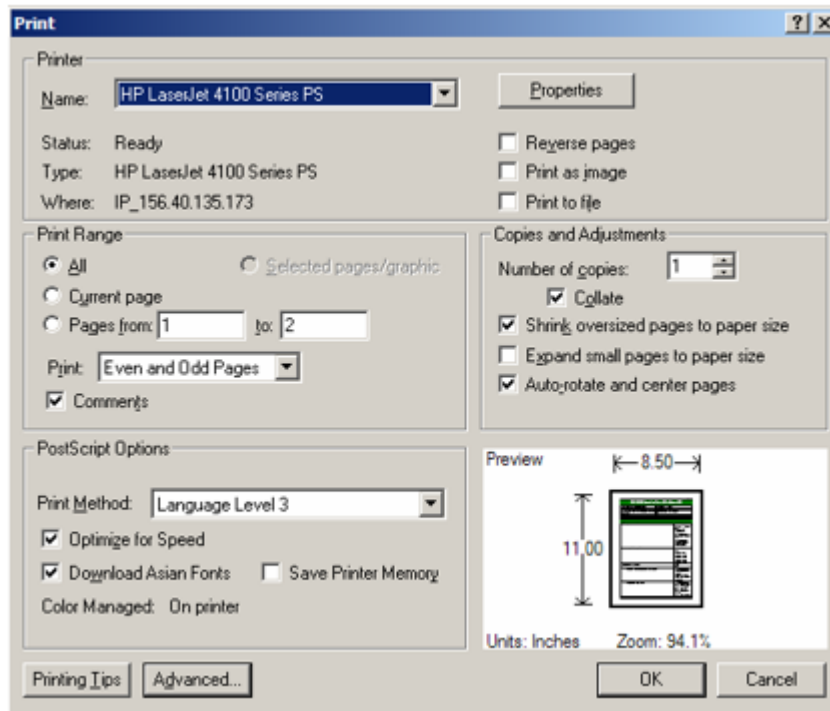 Print
Printer
Name: HP LaserJet 4100 Series PS
Properties
Status: Ready
Type: HP LaserJet 4100 Series PS
Where: IP_156.40.135.173
Reverse pages
Print as image
Print to file
Print Range
All Selected pages/graphic
Current page
Pages from: 1 to: 2
Print: Even and Odd Pages
Comments
Copies and Adjustments
Number of copies: 1
Collate
Shrink oversized pages to paper size
Expand small pages to paper size
Auto-rotate and center pages
PostScript Options
Print Method: Language Level 3
Optimize for Speed
Download Asian Fonts Save Printer Memory
Color Managed: On printer
Preview
8.50
11.00
Units: Inches Zoom: 94.1%
Printing Tips Advanced... OK Cancel